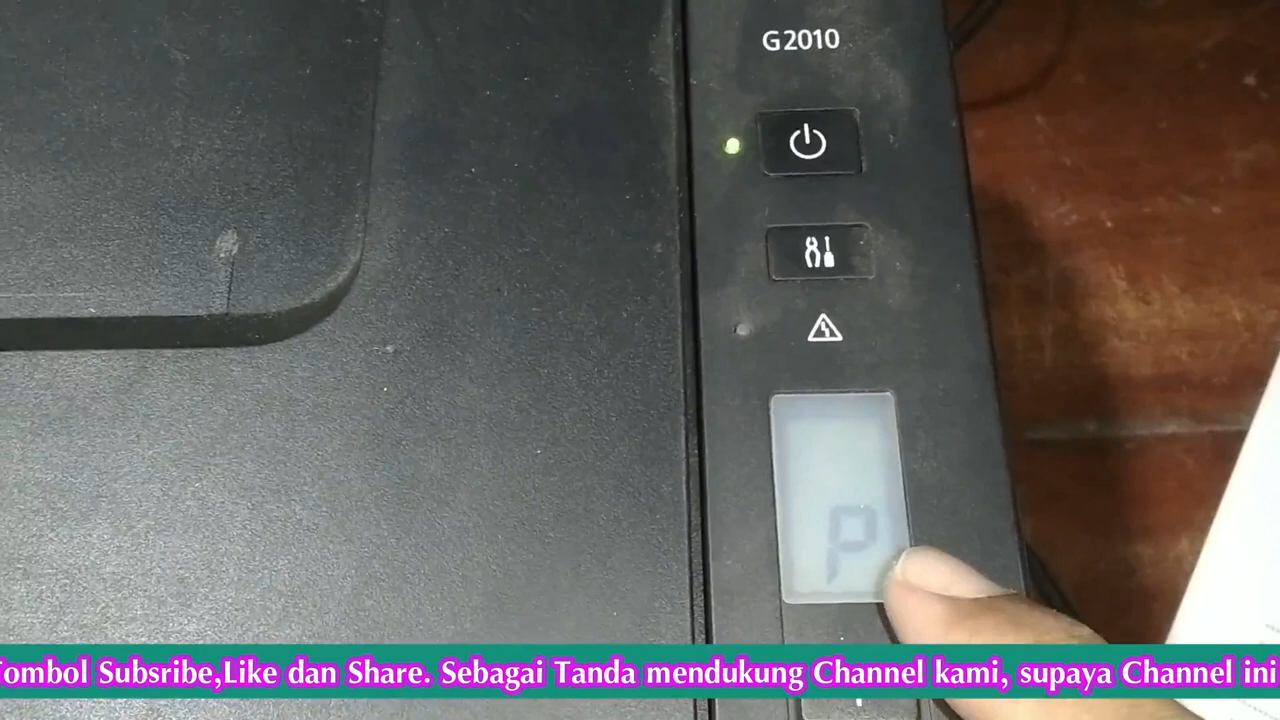 G2010
P
Tombol Subsribe,Like dan Share. Sebagai Tanda mendukung Channel kami, supaya Channel ini